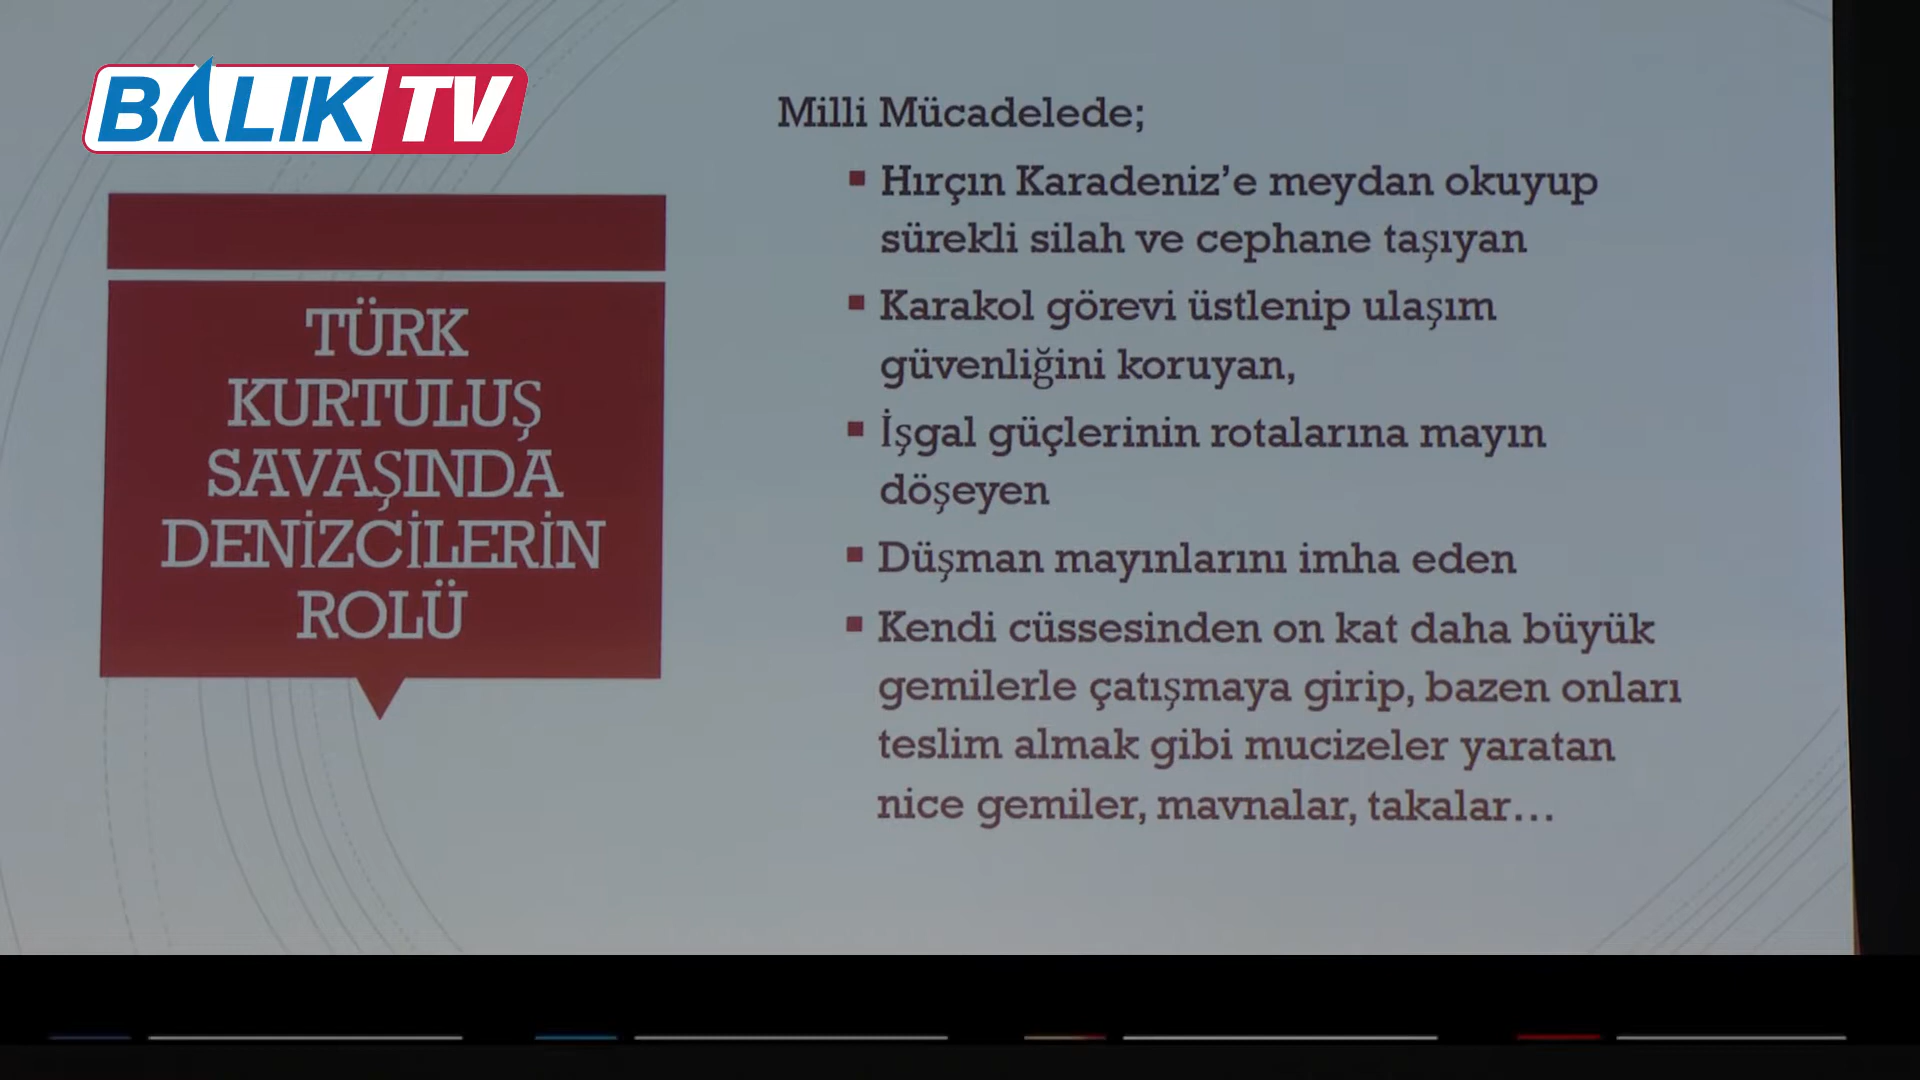 BALIK TV
TÜRK
KURTULUŞ
SAVAŞINDA
DENİZCİLERİN
ROLÜ
Milli Mücadelede;
▪ Hırçın Karadeniz’e meydan okuyup
sürekli silah ve cephane taşıyan
▪ Karakol görevi üstlenip ulaşım
güvenliğini koruyan,
▪ İşgal güçlerinin rotalarına mayın
döşeyen
▪ Düşman mayınlarını imha eden
▪ Kendi cüssesinden on kat daha büyük
gemilerle çatışmaya girip, bazen onları
teslim almak gibi mucizeler yaratan
nice gemiler, mavnalar, takalar…